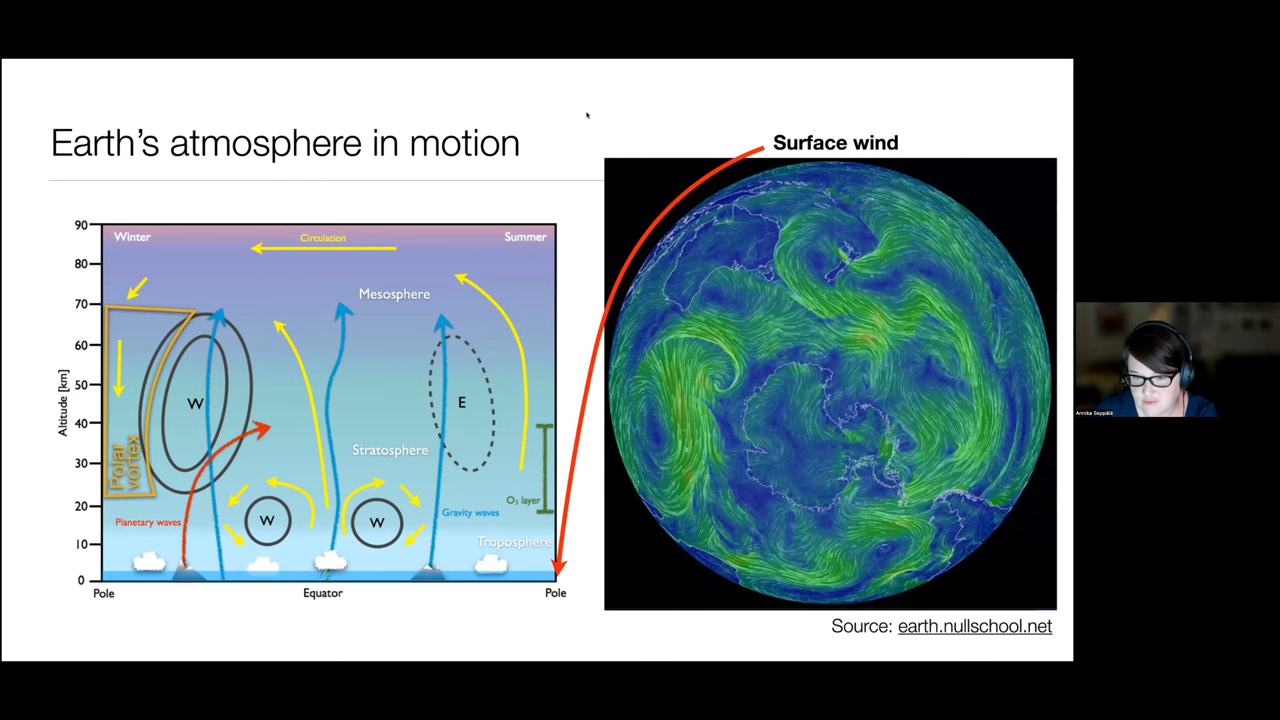 Earth's atmosphere in motion
Surface wind
90
80
70
60
50
40
30
20
10
0
Altitude [km]
Winter
Circulation
Summer
Mesosphere
W
E
Stratosphere
Polar
vortex
O₃ layer
Planetary waves
W
W
Gravity waves
Troposphere
Pole
Equator
Pole
Source: earth.nullschool.net
Annika Seppälä